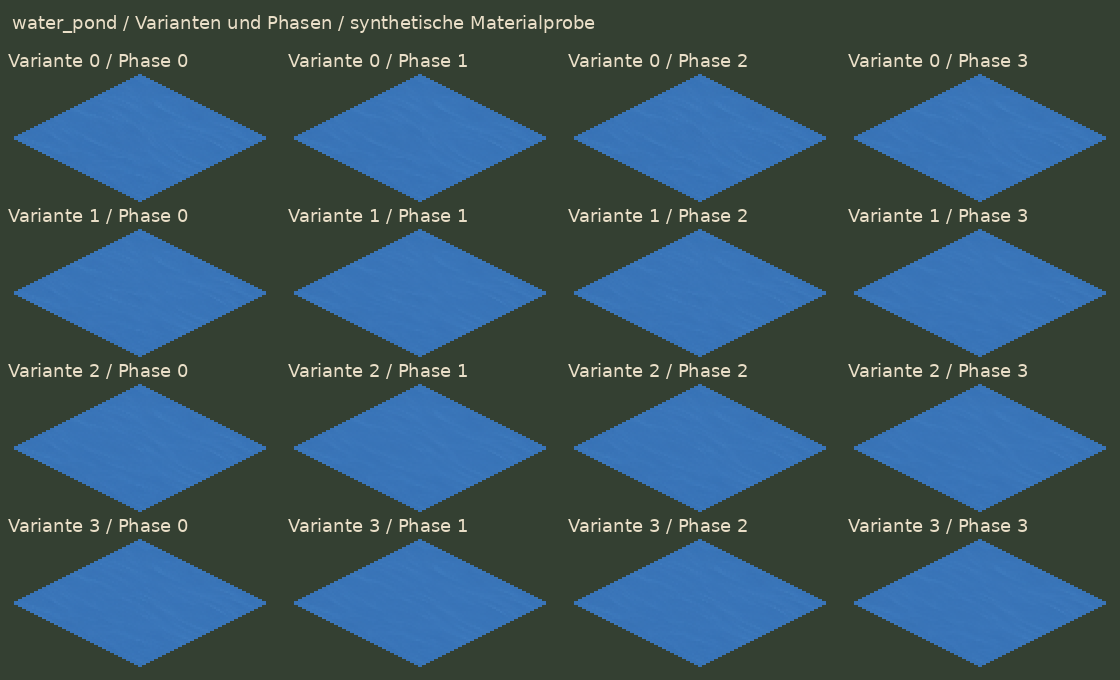 water_pond / Varianten und Phasen / synthetische Materialprobe
Variante 0 / Phase 0
Variante 0 / Phase 1
Variante 0 / Phase 2
Variante 0 / Phase 3
Variante 1 / Phase 0
Variante 1 / Phase 1
Variante 1 / Phase 2
Variante 1 / Phase 3
Variante 2 / Phase 0
Variante 2 / Phase 1
Variante 2 / Phase 2
Variante 2 / Phase 3
Variante 3 / Phase 0
Variante 3 / Phase 1
Variante 3 / Phase 2
Variante 3 / Phase 3